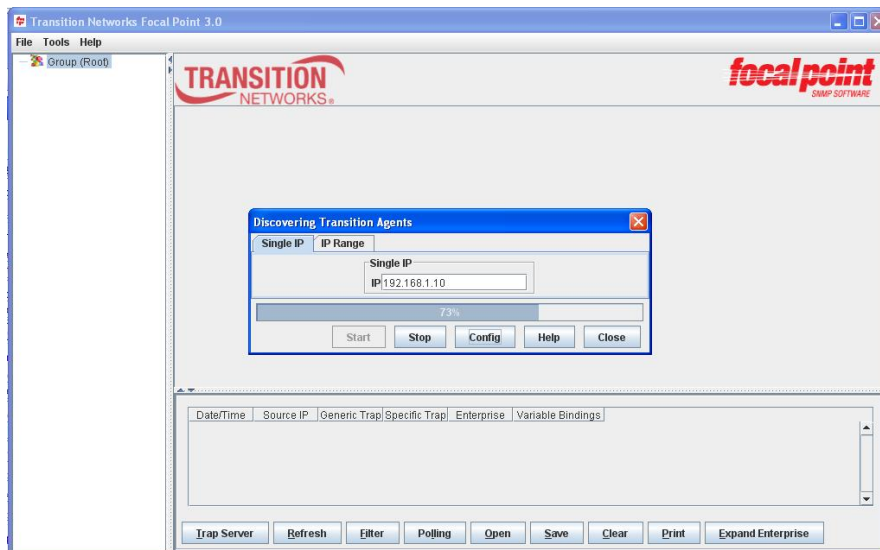 Transition Networks Focal Point 3.0
File Tools Help
Group (Root)
TRANSITION
NETWORKS®
focal point
SNMP SOFTWARE
Discovering Transition Agents
Single IP IP Range
Single IP
IP 192.168.1.10
73%
Start Stop Config Help Close
Date/Time Source IP Generic Trap Specific Trap Enterprise Variable Bindings
Trap Server Refresh Filter Polling Open Save Clear Print Expand Enterprise